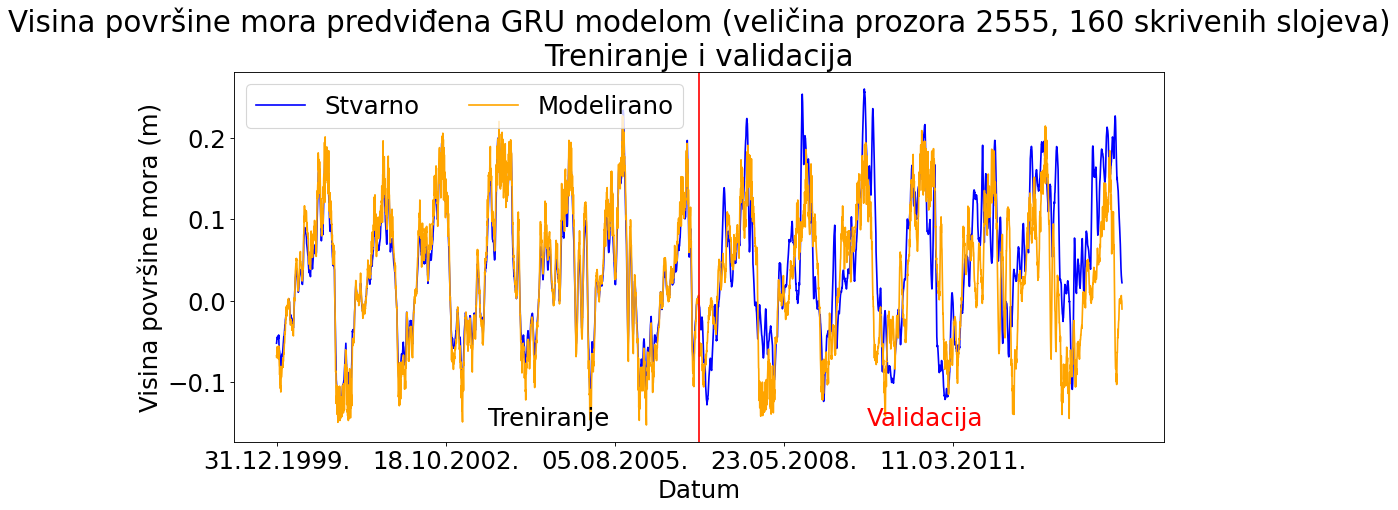 Visina površine mora predviđena GRU modelom (veličina prozora 2555, 160 skrivenih slojeva)
Treniranje i validacija
Stvarno
Modelirano
Visina površine mora (m)
0.2
0.1
0.0
−0.1
Treniranje
Validacija
31.12.1999.
18.10.2002.
05.08.2005.
23.05.2008.
11.03.2011.
Datum